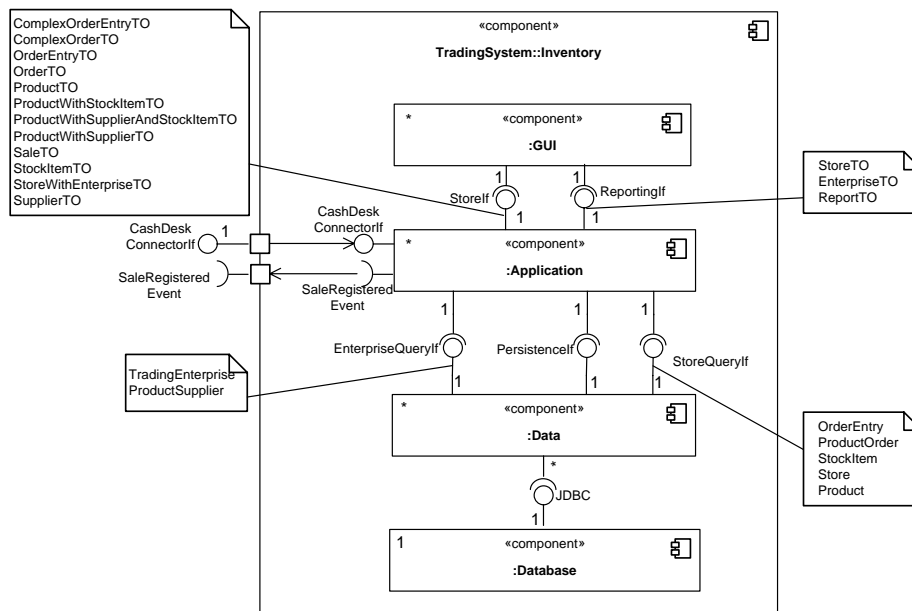 ComplexOrderEntryTO
ComplexOrderTO
OrderEntryTO
OrderTO
ProductTO
ProductWithStockItemTO
ProductWithSupplierAndStockItemTO
ProductWithSupplierTO
SaleTO
StockItemTO
StoreWithEnterpriseTO
SupplierTO
«component»
TradingSystem::Inventory
*
«component»
:GUI
1
1
StoreIf
ReportingIf
1
1
StoreTO
EnterpriseTO
ReportTO
CashDesk
ConnectorIf
1
CashDesk
ConnectorIf
*
«component»
:Application
SaleRegistered
Event
SaleRegistered
Event
1
1
1
EnterpriseQueryIf
PersistenceIf
StoreQueryIf
1
1
1
TradingEnterprise
ProductSupplier
*
«component»
:Data
OrderEntry
ProductOrder
StockItem
Store
Product
*
JDBC
1
1
«component»
:Database